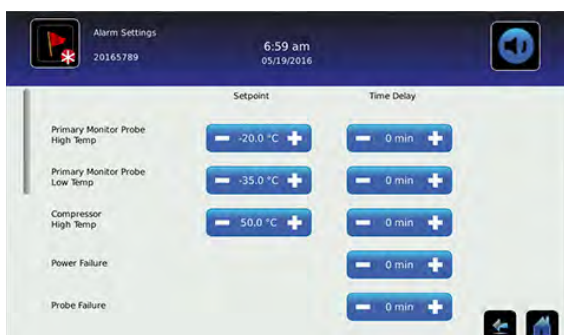 Alarm Settings
20165789
6:59 am
05/19/2016
Setpoint
Time Delay
Primary Monitor Probe
High Temp
-20.0 °C
0 min
Primary Monitor Probe
Low Temp
-35.0 °C
0 min
Compressor
High Temp
50.0 °C
0 min
Power Failure
0 min
Probe Failure
0 min